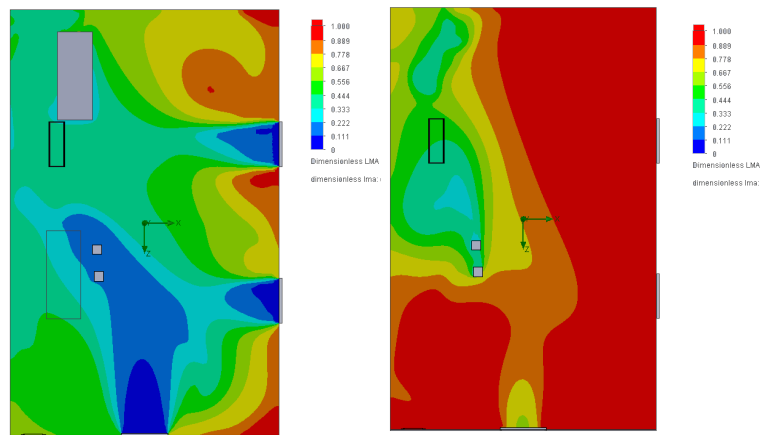 1.000
0.889
0.778
0.667
0.556
0.444
0.333
0.222
0.111
0
Dimensionless LMA
dimensionless lma:
X
Z
1.000
0.889
0.778
0.667
0.556
0.444
0.333
0.222
0.111
0
Dimensionless LMA
dimensionless lma:
X
Z